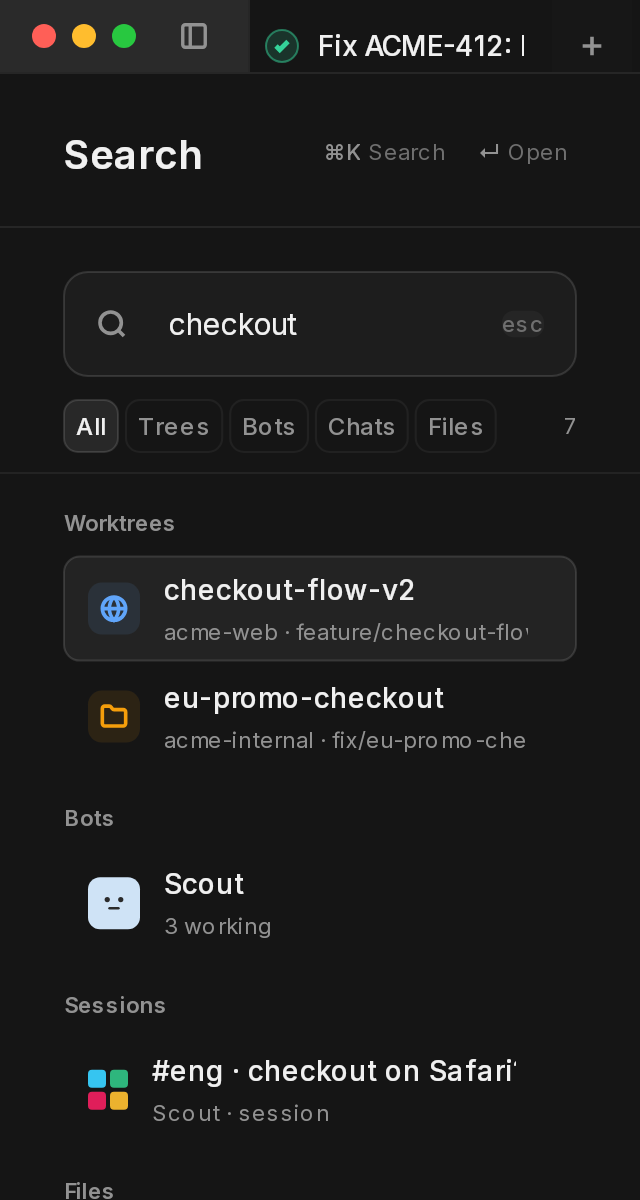 Fix ACME-412:
Search
⌘K Search ↵ Open
checkout
esc
All Trees Bots Chats Files 7
Worktrees
checkout-flow-v2
acme-web · feature/checkout-flo
eu-promo-checkout
acme-internal · fix/eu-promo-che
Bots
Scout
3 working
Sessions
#eng · checkout on Safari
Scout · session
Files